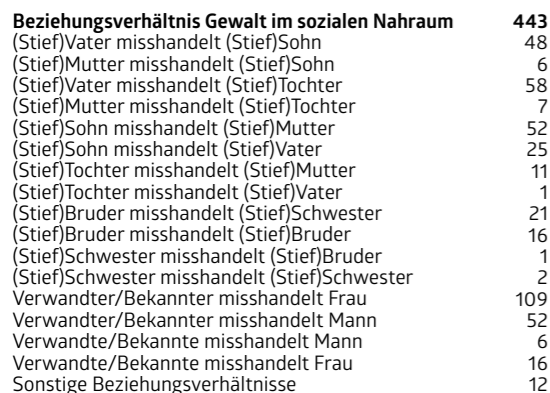 Beziehungsverhältnis Gewalt im sozialen Nahraum 443
(Stief)Vater misshandelt (Stief)Sohn 48
(Stief)Mutter misshandelt (Stief)Sohn 6
(Stief)Vater misshandelt (Stief)Tochter 58
(Stief)Mutter misshandelt (Stief)Tochter 7
(Stief)Sohn misshandelt (Stief)Mutter 52
(Stief)Sohn misshandelt (Stief)Vater 25
(Stief)Tochter misshandelt (Stief)Mutter 11
(Stief)Tochter misshandelt (Stief)Vater 1
(Stief)Bruder misshandelt (Stief)Schwester 21
(Stief)Bruder misshandelt (Stief)Bruder 16
(Stief)Schwester misshandelt (Stief)Bruder 1
(Stief)Schwester misshandelt (Stief)Schwester 2
Verwandter/Bekannter misshandelt Frau 109
Verwandter/Bekannter misshandelt Mann 52
Verwandte/Bekannte misshandelt Mann 6
Verwandte/Bekannte misshandelt Frau 16
Sonstige Beziehungsverhältnisse 12